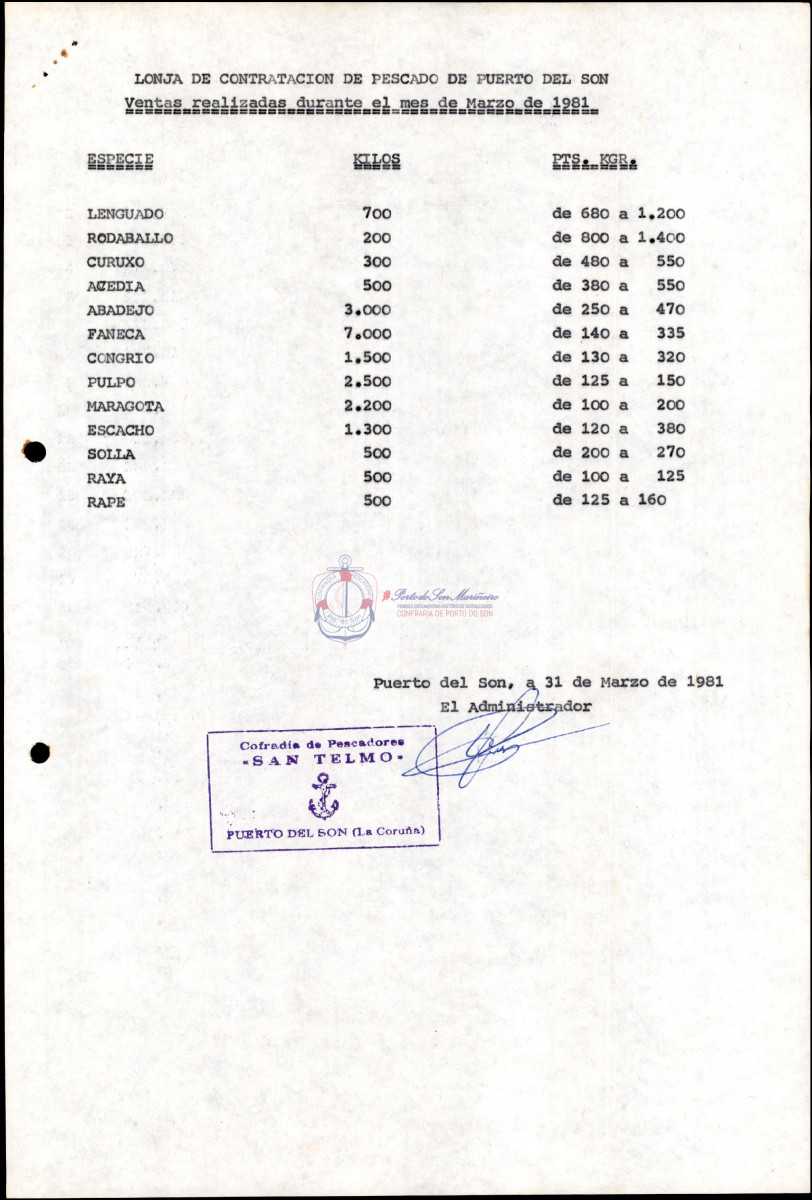 LONJA DE CONTRATACION DE PESCADO DE PUERTO DEL SON
Ventas realizadas durante el mes de Marzo de 1981
ESPECIE KILOS PTS. KGR.
LENGUADO 700 de 680 a 1.200
RODABALLO 200 de 800 a 1.400
CURUXO 300 de 480 a 550
ACEDIA 500 de 380 a 550
ABADEJO 3.000 de 250 a 470
FANECA 7.000 de 140 a 335
CONGRIO 1.500 de 130 a 320
PULPO 2.500 de 125 a 150
MARAGOTA 2.200 de 100 a 200
ESCACHO 1.300 de 120 a 380
SOLLA 500 de 200 a 270
RAYA 500 de 100 a 125
RAPE 500 de 125 a 160
#Porto do Son Mariñeiro
FONDOS DOCUMENTAIS HISTÓRICOS DIXITALIZADOS
CONFRARÍA DE PORTO DO SON
Puerto del Son, a 31 de Marzo de 1981
El Administrador
Cofradía de Pescadores
"SAN TELMO"
PUERTO DEL SON (La Coruña)